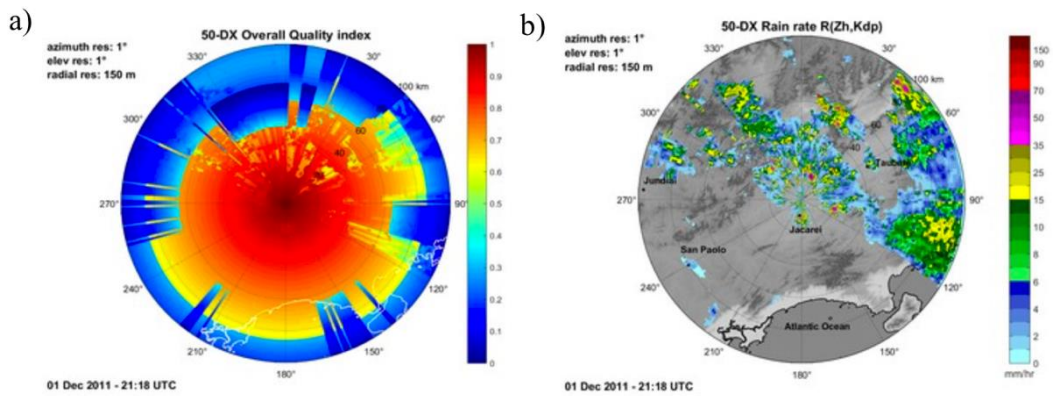 a)
50-DX Overall Quality index
azimuth res: 1°
elev res: 1°
radial res: 150 m
330°
30°
100 km
300°
60°
60
40
270°
90°
240°
120°
210°
150°
180°
1
0.9
0.8
0.7
0.6
0.5
0.4
0.3
0.2
0.1
0
01 Dec 2011 - 21:18 UTC
b)
50-DX Rain rate R(Zh,Kdp)
azimuth res: 1°
elev res: 1°
radial res: 150 m
330°
30°
100 km
300°
60°
60
40
Taubate
Jundiai
270°
90°
Jacarei
San Paolo
240°
120°
Atlantic Ocean
210°
150°
180°
150
90
70
50
40
35
25
20
15
10
8
6
4
2
1
0
mm/hr
01 Dec 2011 - 21:18 UTC